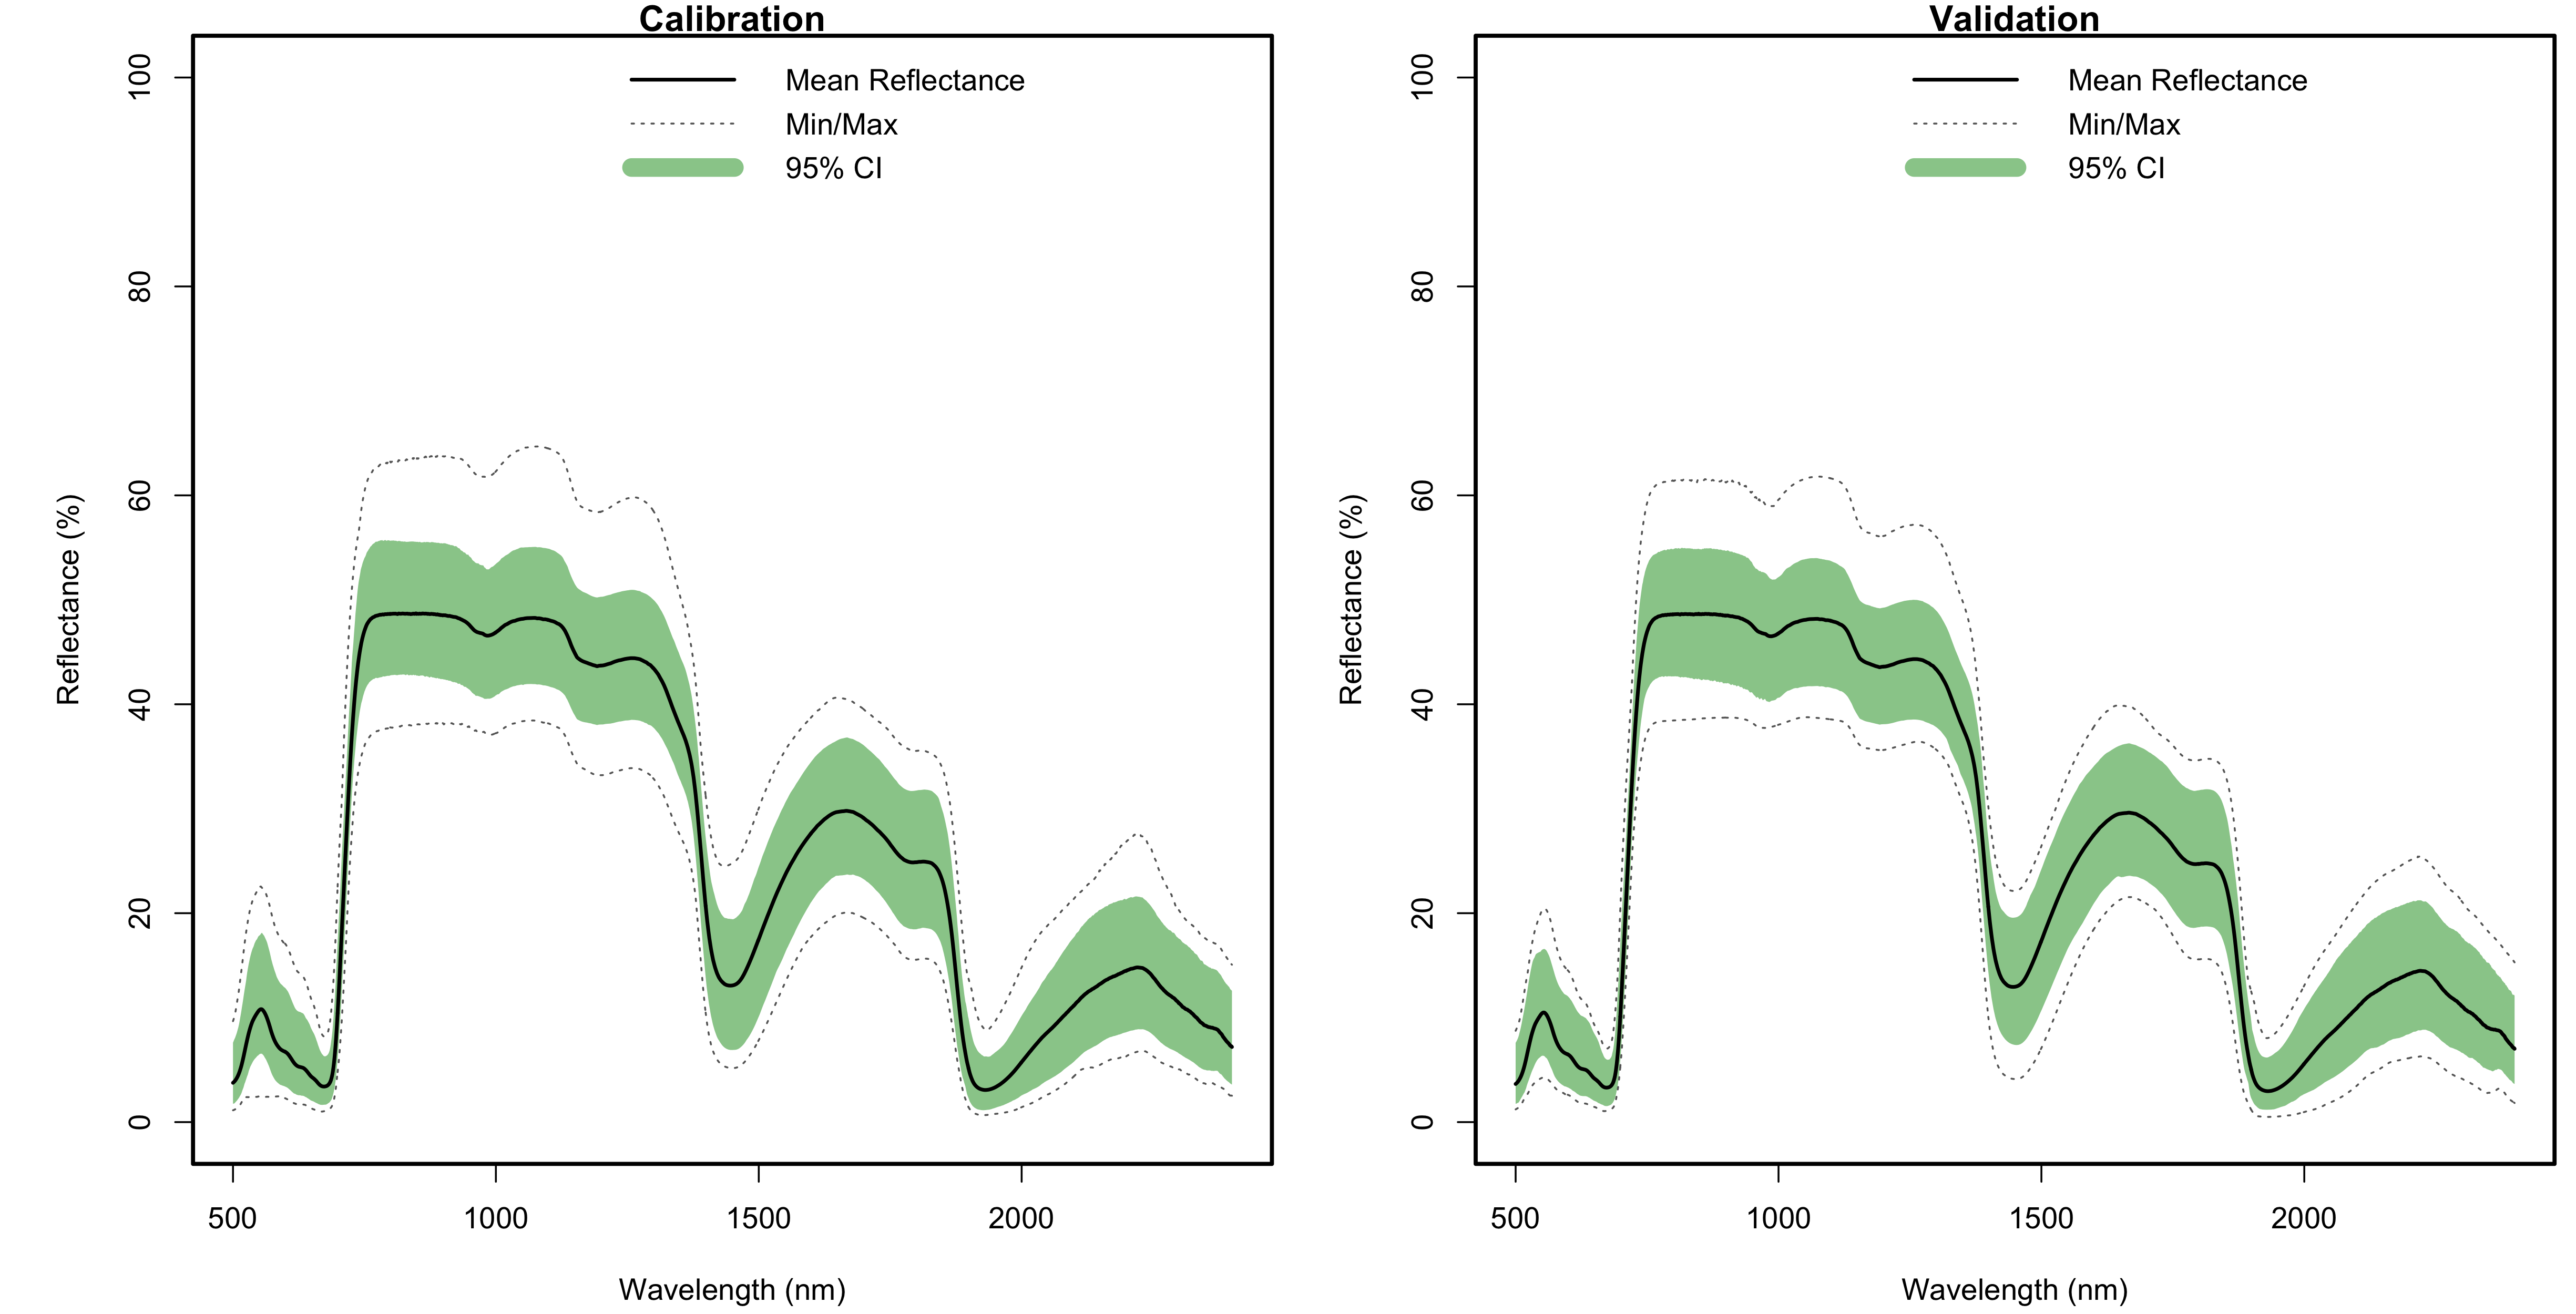 Calibration
Mean Reflectance
Min/Max
95% CI
Reflectance (%)
100
80
60
40
20
0
500 1000 1500 2000
Wavelength (nm)
Validation
Mean Reflectance
Min/Max
95% CI
Reflectance (%)
100
80
60
40
20
0
500 1000 1500 2000
Wavelength (nm)